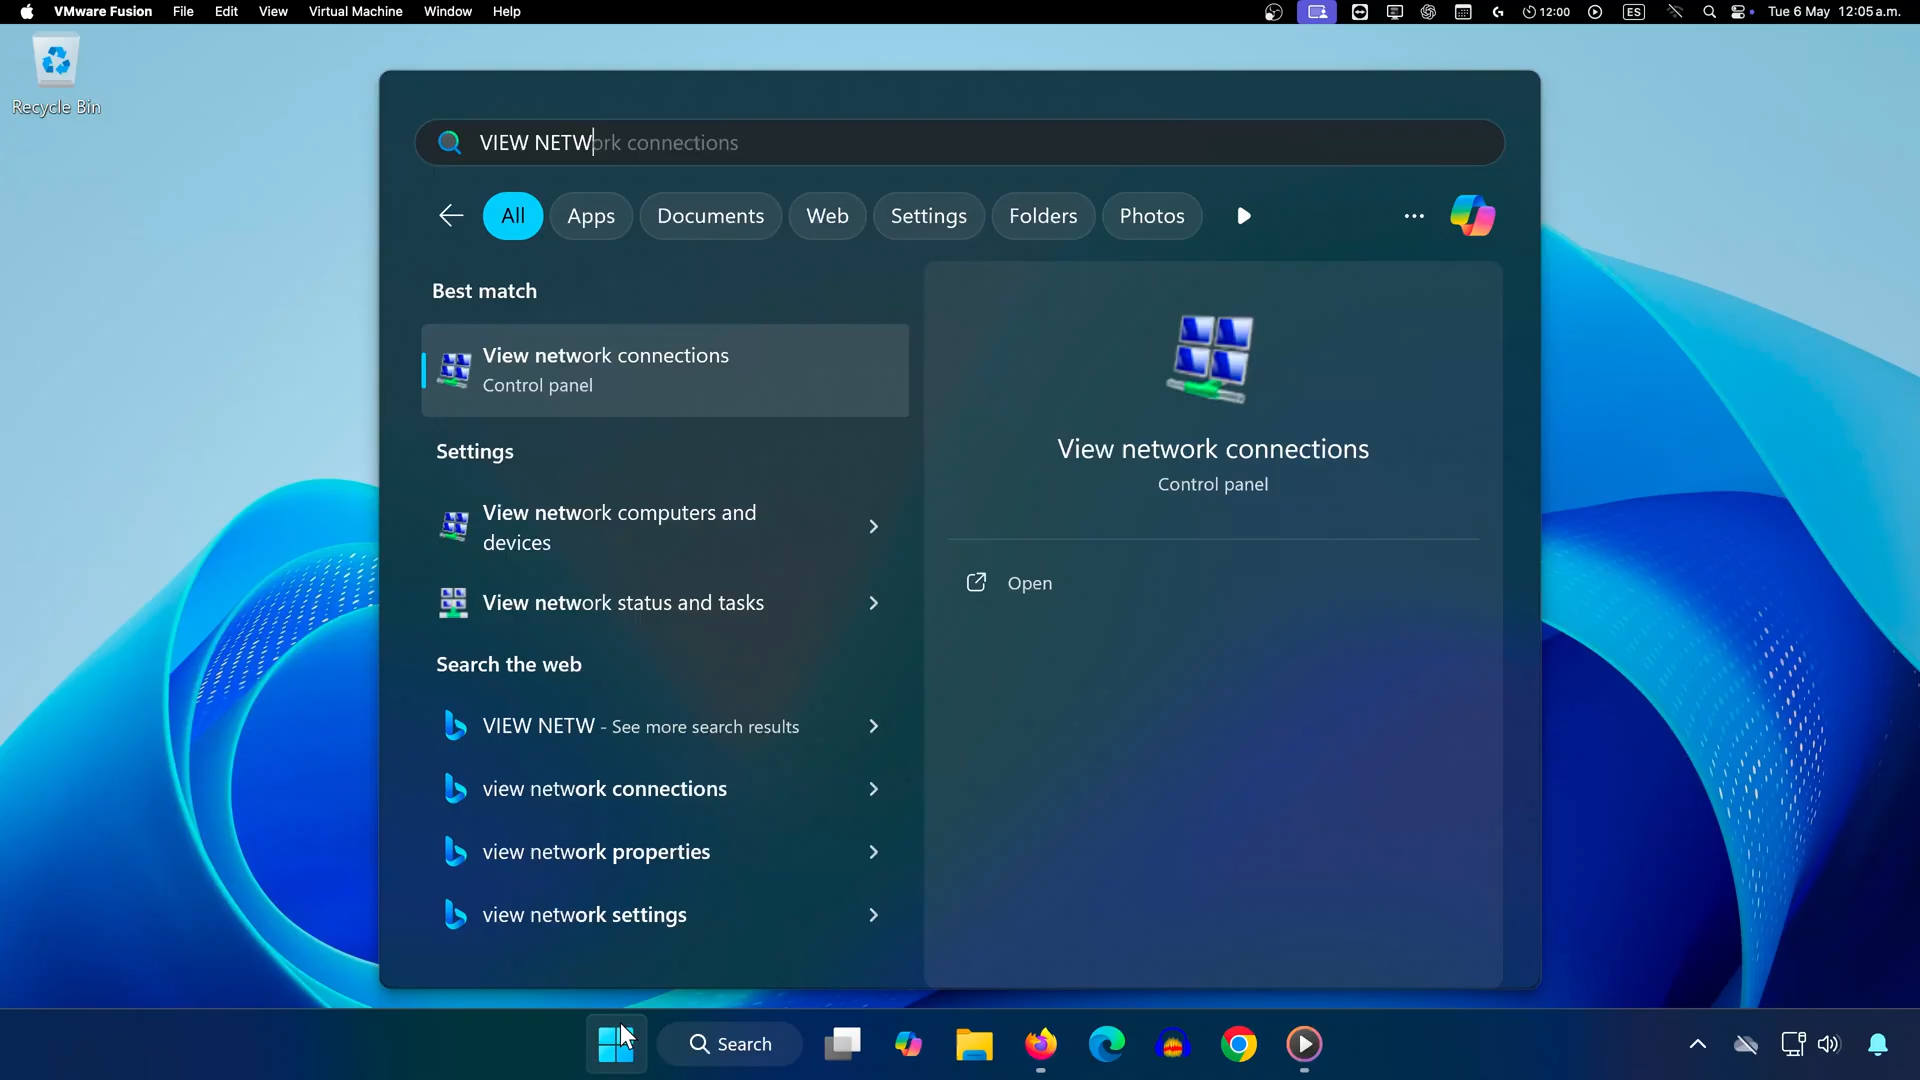 VMware Fusion File Edit View Virtual Machine Window Help 12:00 ES Tue 6 May 12:05 a.m.
Recycle Bin
VIEW NETWork connections
All Apps Documents Web Settings Folders Photos
Best match
View network connections
Control panel
Settings
View network computers and
devices
View network status and tasks
Search the web
VIEW NETW - See more search results
view network connections
view network properties
view network settings
View network connections
Control panel
Open
Search